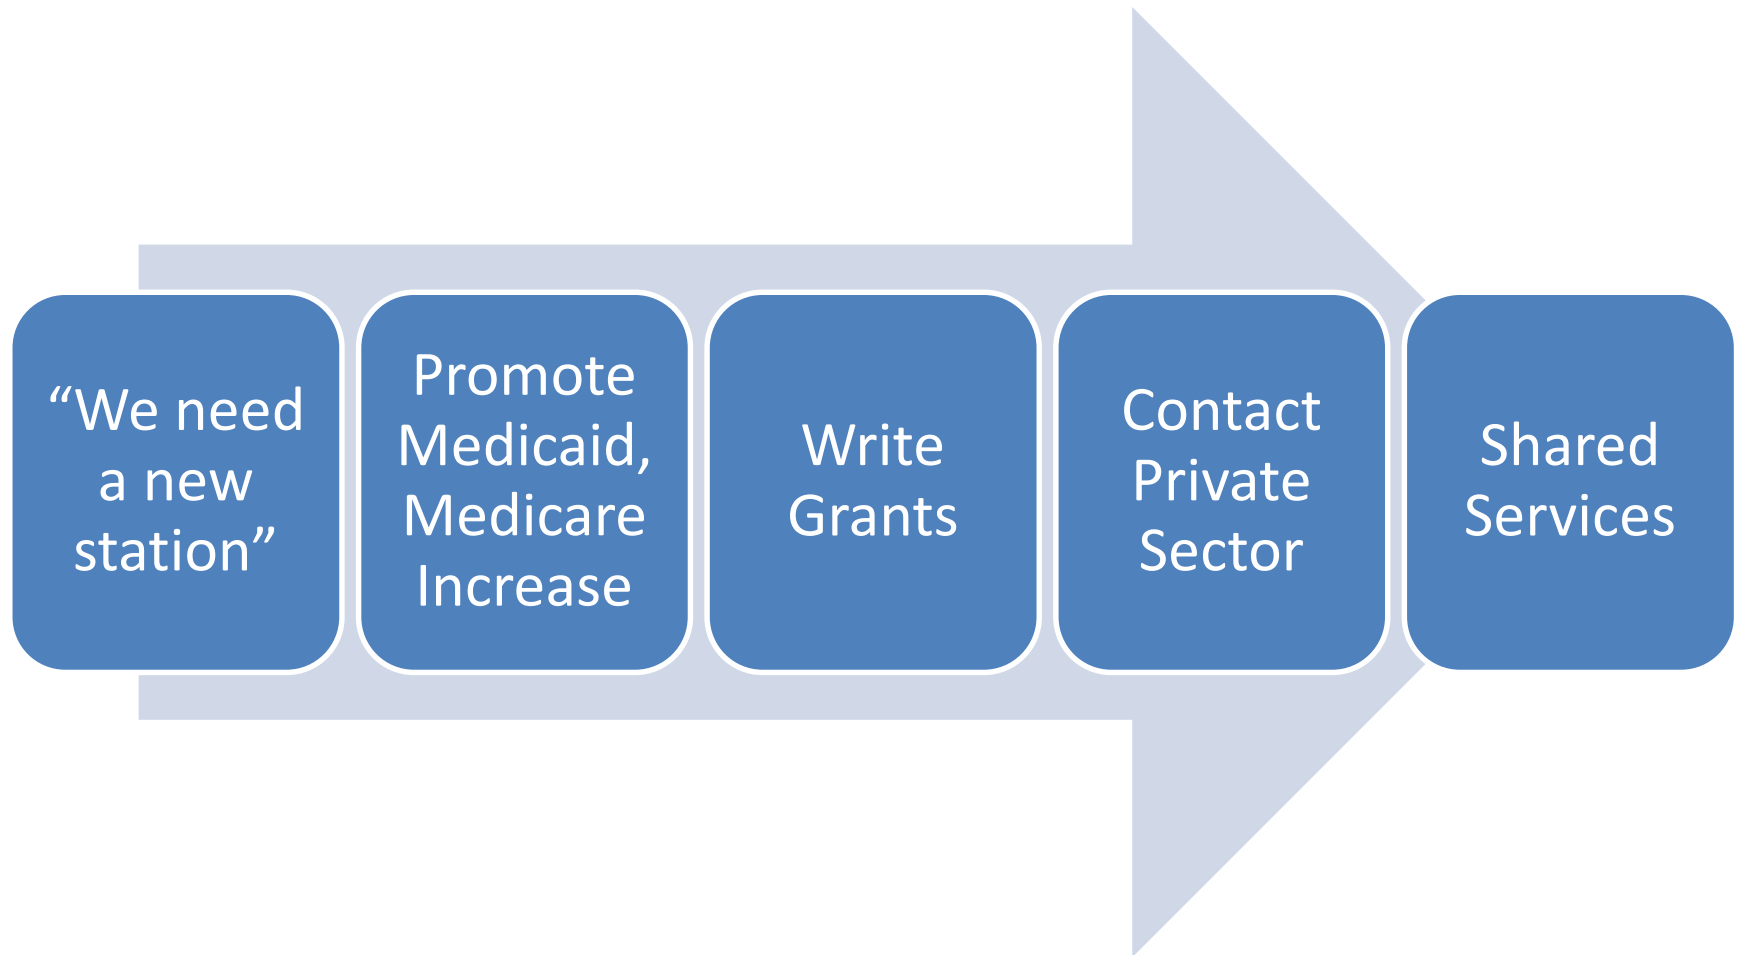 “We need
a new
station”
Promote
Medicaid,
Medicare
Increase
Write
Grants
Contact
Private
Sector
Shared
Services